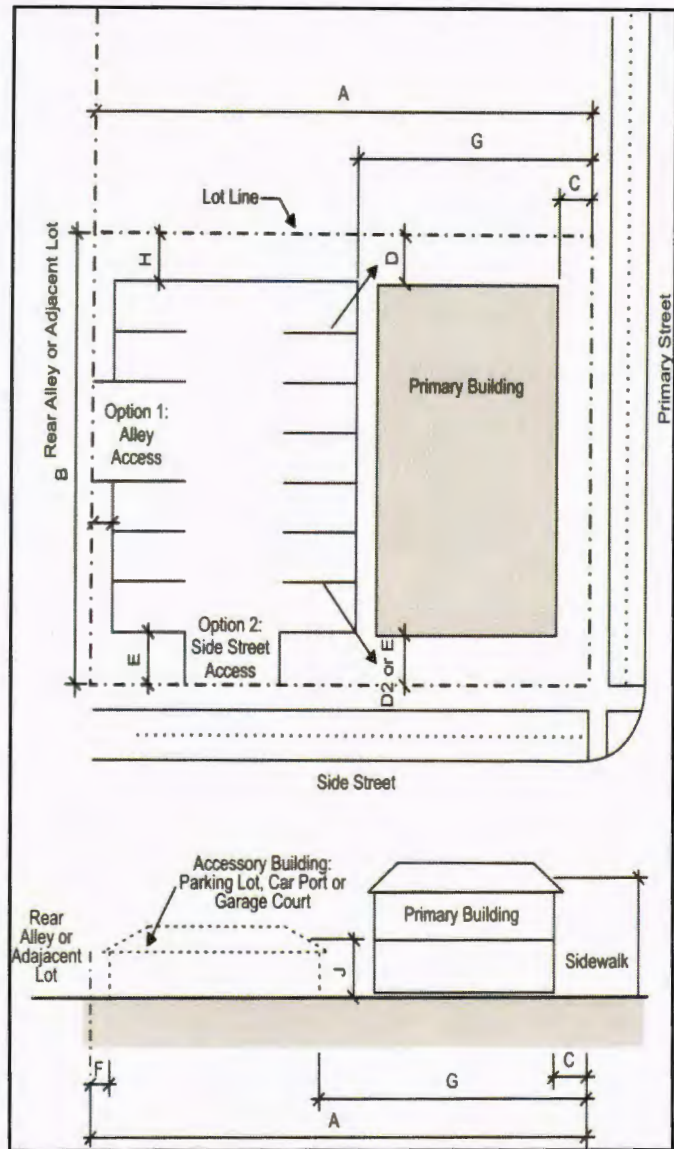 A
G
C
Lot Line
H
D
Rear Alley or Adjacent Lot
Primary Street
Primary Building
Option 1:
Alley
Access
B
Option 2:
Side Street
Access
E
D2 or E
Side Street
Accessory Building:
Parking Lot, Car Port or
Garage Court
Rear
Alley or
Adajacent
Lot
Primary Building
J
Sidewalk
F
C
G
A